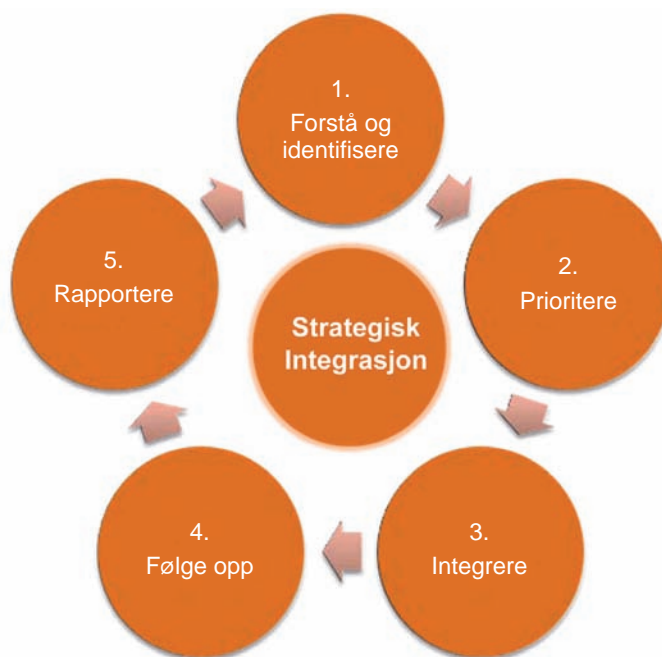 1.
Forstå og
identifisere
2.
Prioritere
3.
Integrere
4.
Følge opp
5.
Rapportere
Strategisk
Integrasjon